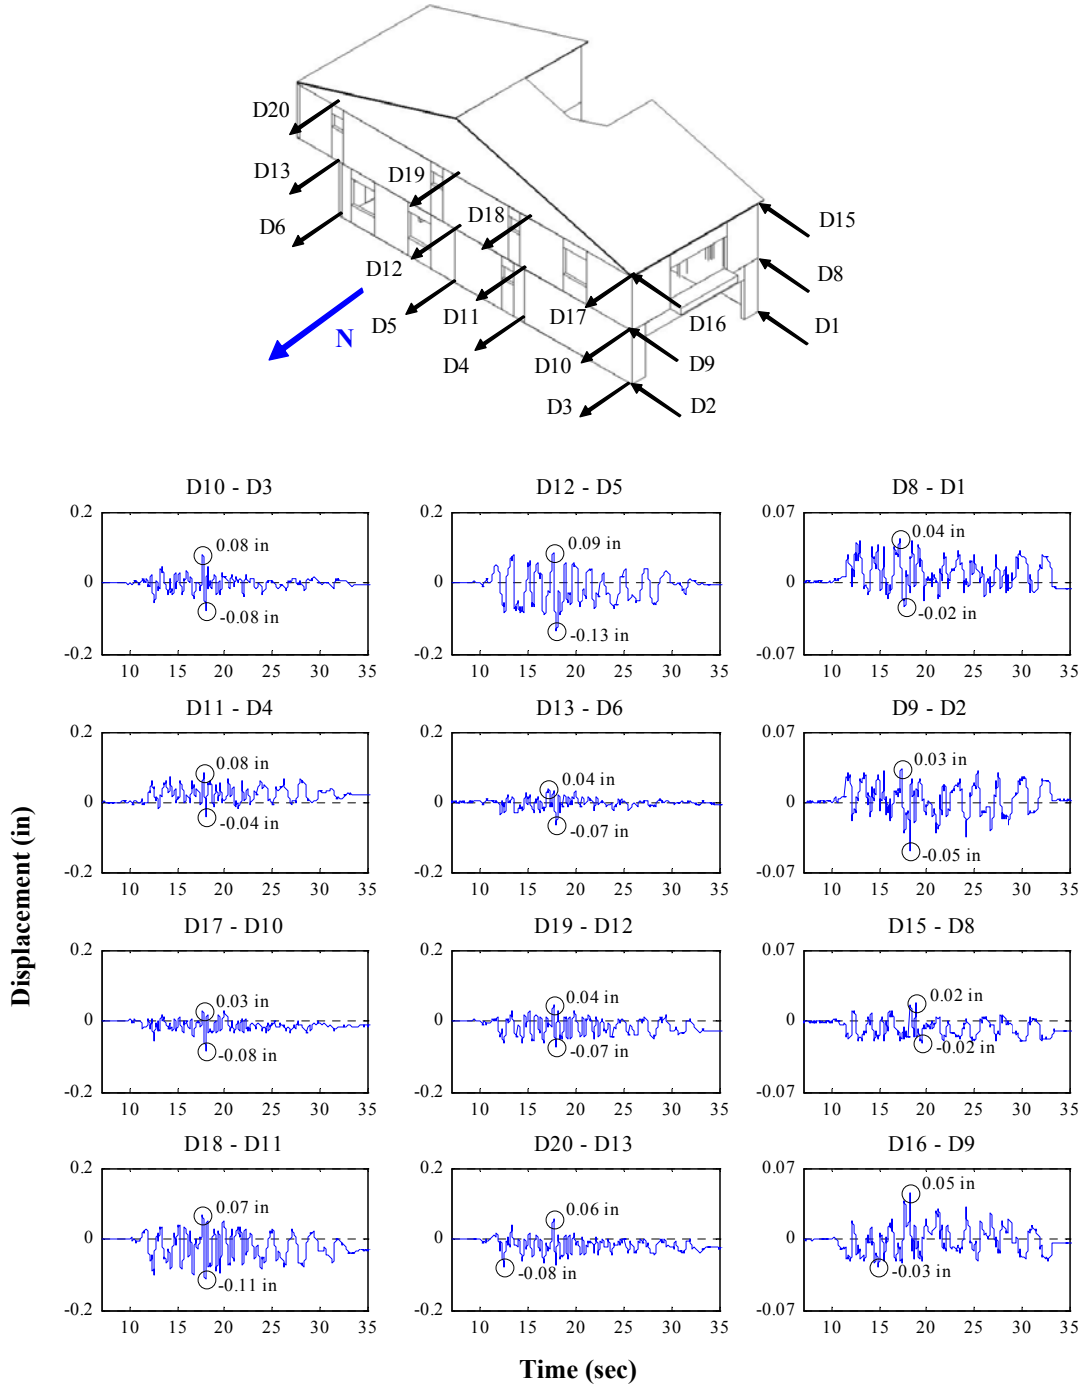 D20
D13
D19
D6
D18
D15
D12
D8
D5
D11
D17
D16
D1
N
D4
D10
D9
D3
D2
D10 - D3
D12 - D5
D8 - D1
0.2
0
-0.2
0.08 in
-0.08 in
10 15 20 25 30 35
0.2
0
-0.2
0.09 in
-0.13 in
10 15 20 25 30 35
0.07
0
-0.07
0.04 in
-0.02 in
10 15 20 25 30 35
D11 - D4
D13 - D6
D9 - D2
0.2
0
-0.2
0.08 in
-0.04 in
10 15 20 25 30 35
0.2
0
-0.2
0.04 in
-0.07 in
10 15 20 25 30 35
0.07
0
-0.07
0.03 in
-0.05 in
10 15 20 25 30 35
Displacement (in)
D17 - D10
D19 - D12
D15 - D8
0.2
0
-0.2
0.03 in
-0.08 in
10 15 20 25 30 35
0.2
0
-0.2
0.04 in
-0.07 in
10 15 20 25 30 35
0.07
0
-0.07
0.02 in
-0.02 in
10 15 20 25 30 35
D18 - D11
D20 - D13
D16 - D9
0.2
0
-0.2
0.07 in
-0.11 in
10 15 20 25 30 35
0.2
0
-0.2
0.06 in
-0.08 in
10 15 20 25 30 35
0.07
0
-0.07
0.05 in
-0.03 in
10 15 20 25 30 35
Time (sec)